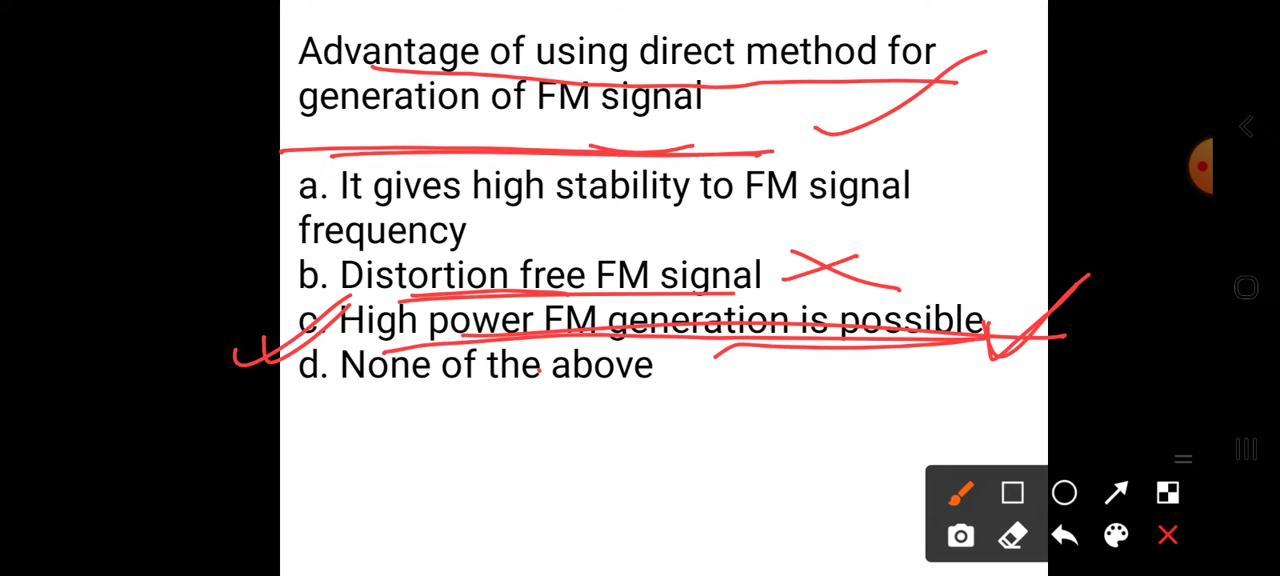 Advantage of using direct method for
generation of FM signal
a. It gives high stability to FM signal
frequency
b. Distortion free FM signal
c. High power FM generation is possible
d. None of the above